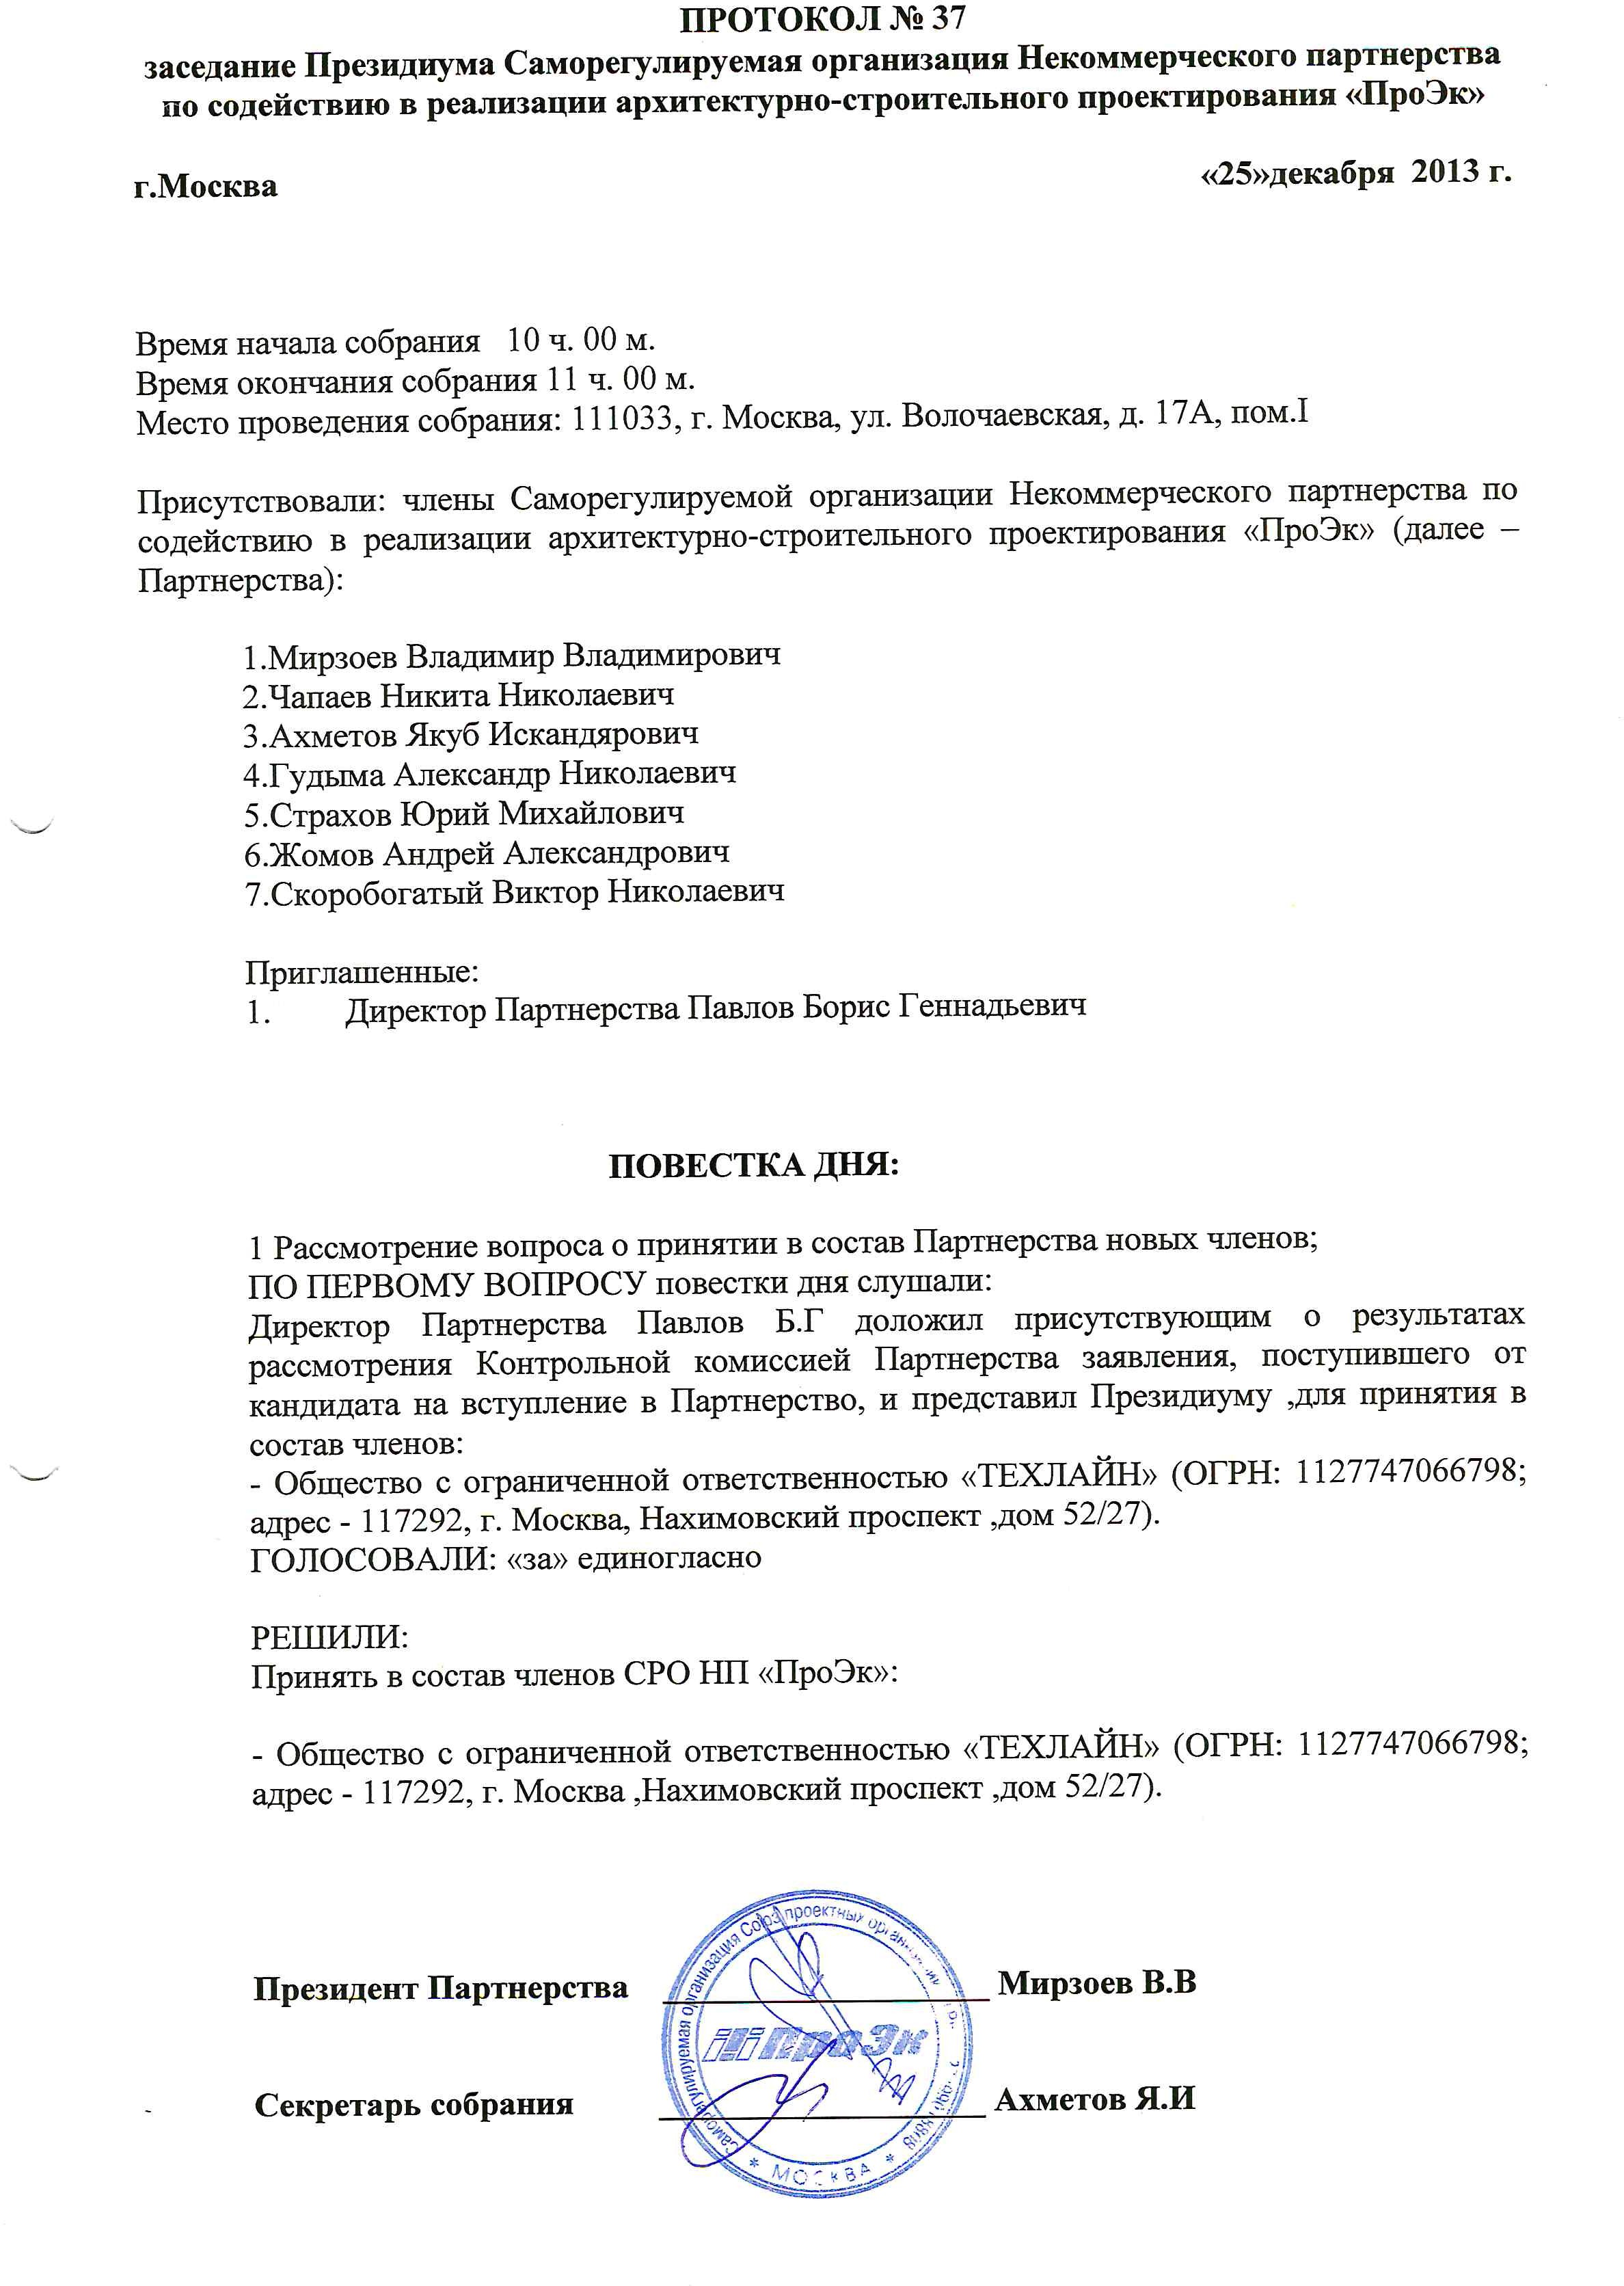 ПРОТОКОЛ № 37
заседание Президиума Саморегулируемая организация Некоммерческого партнерства
по содействию в реализации архитектурно-строительного проектирования «ПроЭк»
г.Москва «25»декабря 2013 г.
Время начала собрания 10 ч. 00 м.
Время окончания собрания 11 ч. 00 м.
Место проведения собрания: 111033, г. Москва, ул. Волочаевская, д. 17А, пом.I
Присутствовали: члены Саморегулируемой организации Некоммерческого партнерства по
содействию в реализации архитектурно-строительного проектирования «ПроЭк» (далее –
Партнерства):
1.Мирзоев Владимир Владимирович
2.Чапаев Никита Николаевич
3.Ахметов Якуб Искандярович
4.Гудыма Александр Николаевич
5.Страхов Юрий Михайлович
6.Жомов Андрей Александрович
7.Скоробогатый Виктор Николаевич
Приглашенные:
1. Директор Партнерства Павлов Борис Геннадьевич
ПОВЕСТКА ДНЯ:
1 Рассмотрение вопроса о принятии в состав Партнерства новых членов;
ПО ПЕРВОМУ ВОПРОСУ повестки дня слушали:
Директор Партнерства Павлов Б.Г доложил присутствующим о результатах
рассмотрения Контрольной комиссией Партнерства заявления, поступившего от
кандидата на вступление в Партнерство, и представил Президиуму ,для принятия в
состав членов:
- Общество с ограниченной ответственностью «ТЕХЛАЙН» (ОГРН: 1127747066798;
адрес - 117292, г. Москва, Нахимовский проспект ,дом 52/27).
ГОЛОСОВАЛИ: «за» единогласно
РЕШИЛИ:
Принять в состав членов СРО НП «ПроЭк»:
- Общество с ограниченной ответственностью «ТЕХЛАЙН» (ОГРН: 1127747066798;
адрес - 117292, г. Москва ,Нахимовский проспект ,дом 52/27).
Президент Партнерства Мирзоев В.В
Секретарь собрания Ахметов Я.И
Саморегулируемая организация Союз проектных
ПроЭк
* МОСКВА *